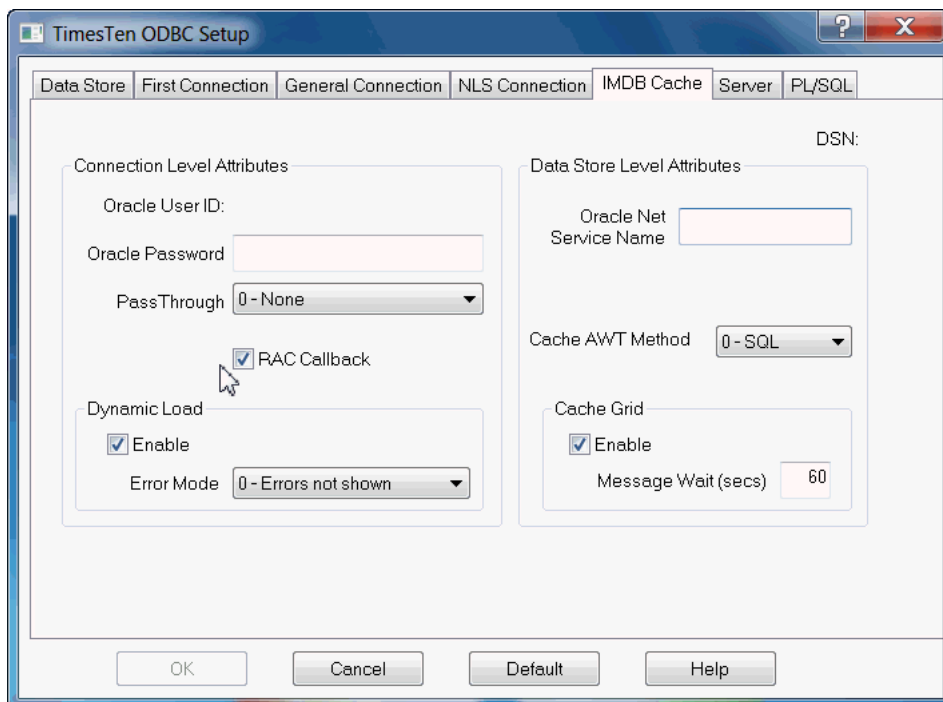 TimesTen ODBC Setup
? X
Data Store First Connection General Connection NLS Connection IMDB Cache Server PL/SQL
DSN:
Connection Level Attributes
Oracle User ID:
Oracle Password
PassThrough 0 - None
RAC Callback
Dynamic Load
Enable
Error Mode 0 - Errors not shown
Data Store Level Attributes
Oracle Net
Service Name
Cache AWT Method 0 - SQL
Cache Grid
Enable
Message Wait (secs) 60
OK Cancel Default Help